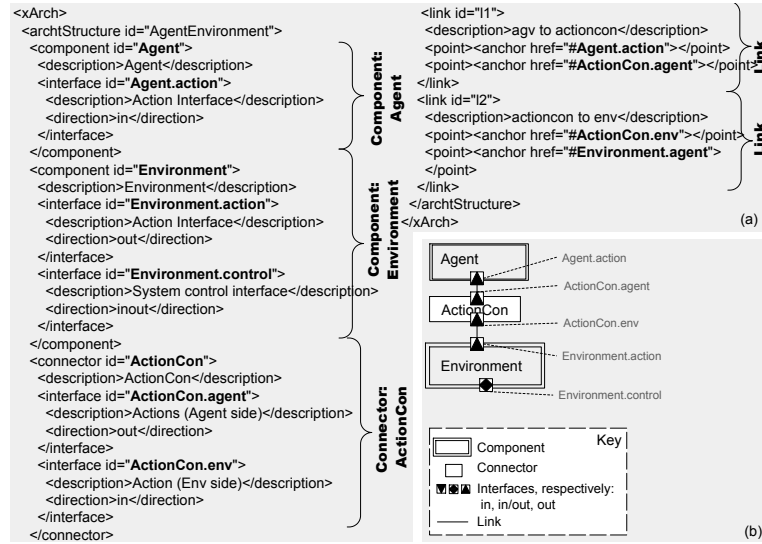 <xArch>
<archtStructure id="AgentEnvironment">
<component id="Agent">
<description>Agent</description>
<interface id="Agent.action">
<description>Action Interface</description>
<direction>in</direction>
</interface>
</component>
<component id="Environment">
<description>Environment</description>
<interface id="Environment.action">
<description>Action Interface</description>
<direction>out</direction>
</interface>
<interface id="Environment.control">
<description>System control interface</description>
<direction>inout</direction>
</interface>
</component>
<connector id="ActionCon">
<description>ActionCon</description>
<interface id="ActionCon.agent">
<description>Actions (Agent side)</description>
<direction>out</direction>
</interface>
<interface id="ActionCon.env">
<description>Action (Env side)</description>
<direction>in</direction>
</interface>
</connector>
Component:
Agent
Component:
Environment
Connector:
ActionCon
<link id="l1">
<description>agv to actioncon</description>
<point><anchor href="#Agent.action"></point>
<point><anchor href="#ActionCon.agent"></point>
</link>
<link id="l2">
<description>actioncon to env</description>
<point><anchor href="#ActionCon.env"></point>
<point><anchor href="#Environment.agent">
</point>
</link>
</archtStructure>
</xArch>
Link
Link
(a)
Agent
Agent.action
ActionCon.agent
ActionCon
ActionCon.env
Environment.action
Environment
Environment.control
Key
Component
Connector
Interfaces, respectively:
in, in/out, out
Link
(b)